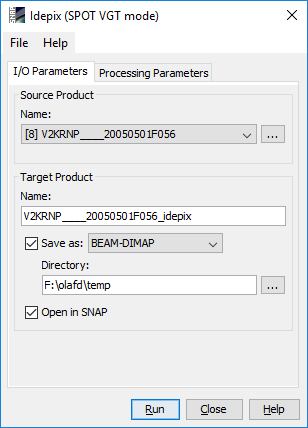 Idepix (SPOT VGT mode)
File Help
I/O Parameters Processing Parameters
Source Product
Name:
[8] V2KRNP____20050501F056
...
Target Product
Name:
V2KRNP____20050501F056_idepix
Save as: BEAM-DIMAP
Directory:
F:\olafd\temp
...
Open in SNAP
Run Close Help